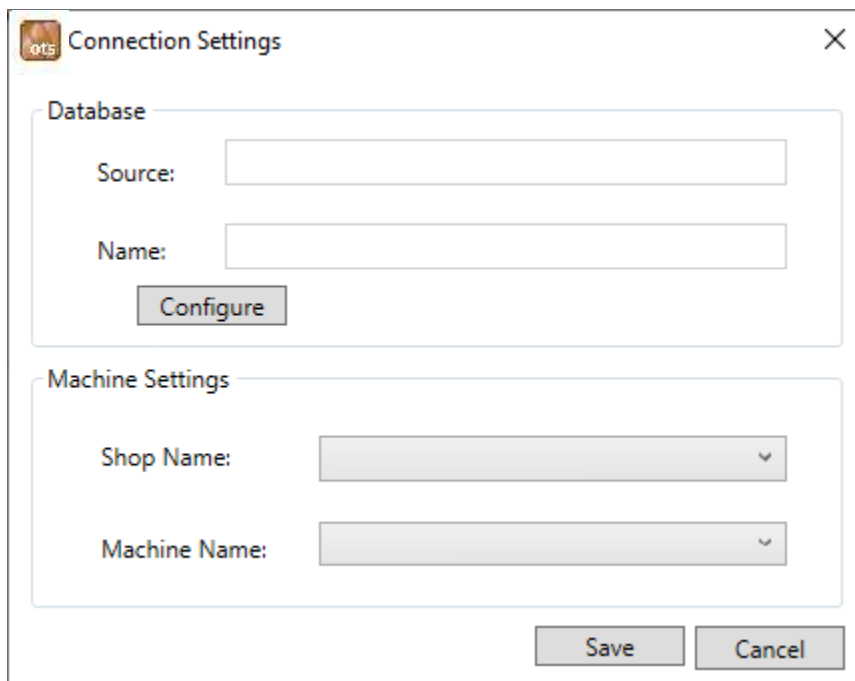 ots Connection Settings
Database
Source:
Name:
Configure
Machine Settings
Shop Name:
Machine Name:
Save Cancel